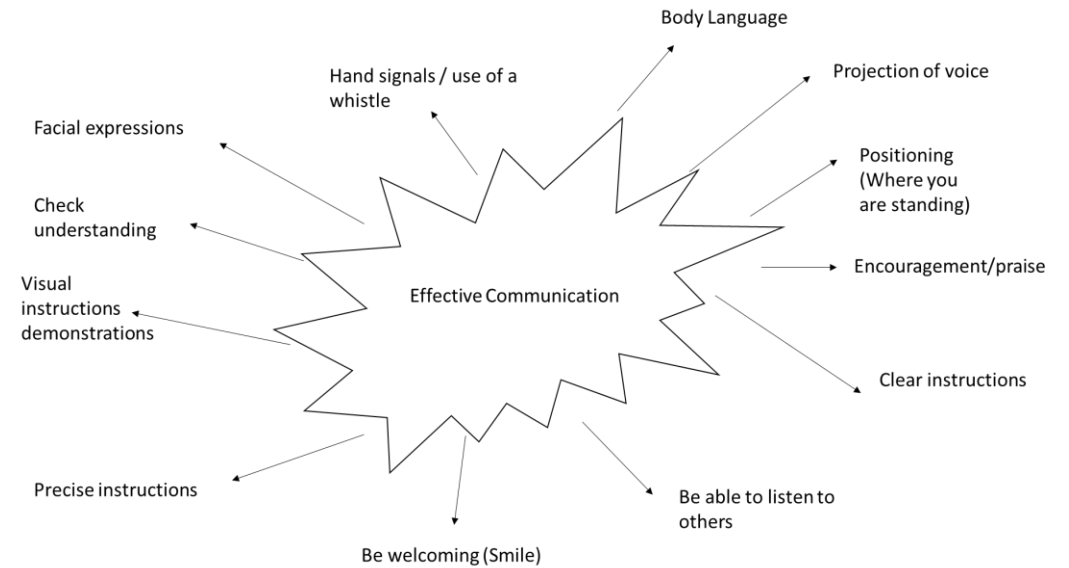 Body Language
Projection of voice
Hand signals / use of a
whistle
Facial expressions
Positioning
(Where you
are standing)
Check
understanding
Encouragement/praise
Visual
instructions
demonstrations
Effective Communication
Clear instructions
Precise instructions
Be able to listen to
others
Be welcoming (Smile)